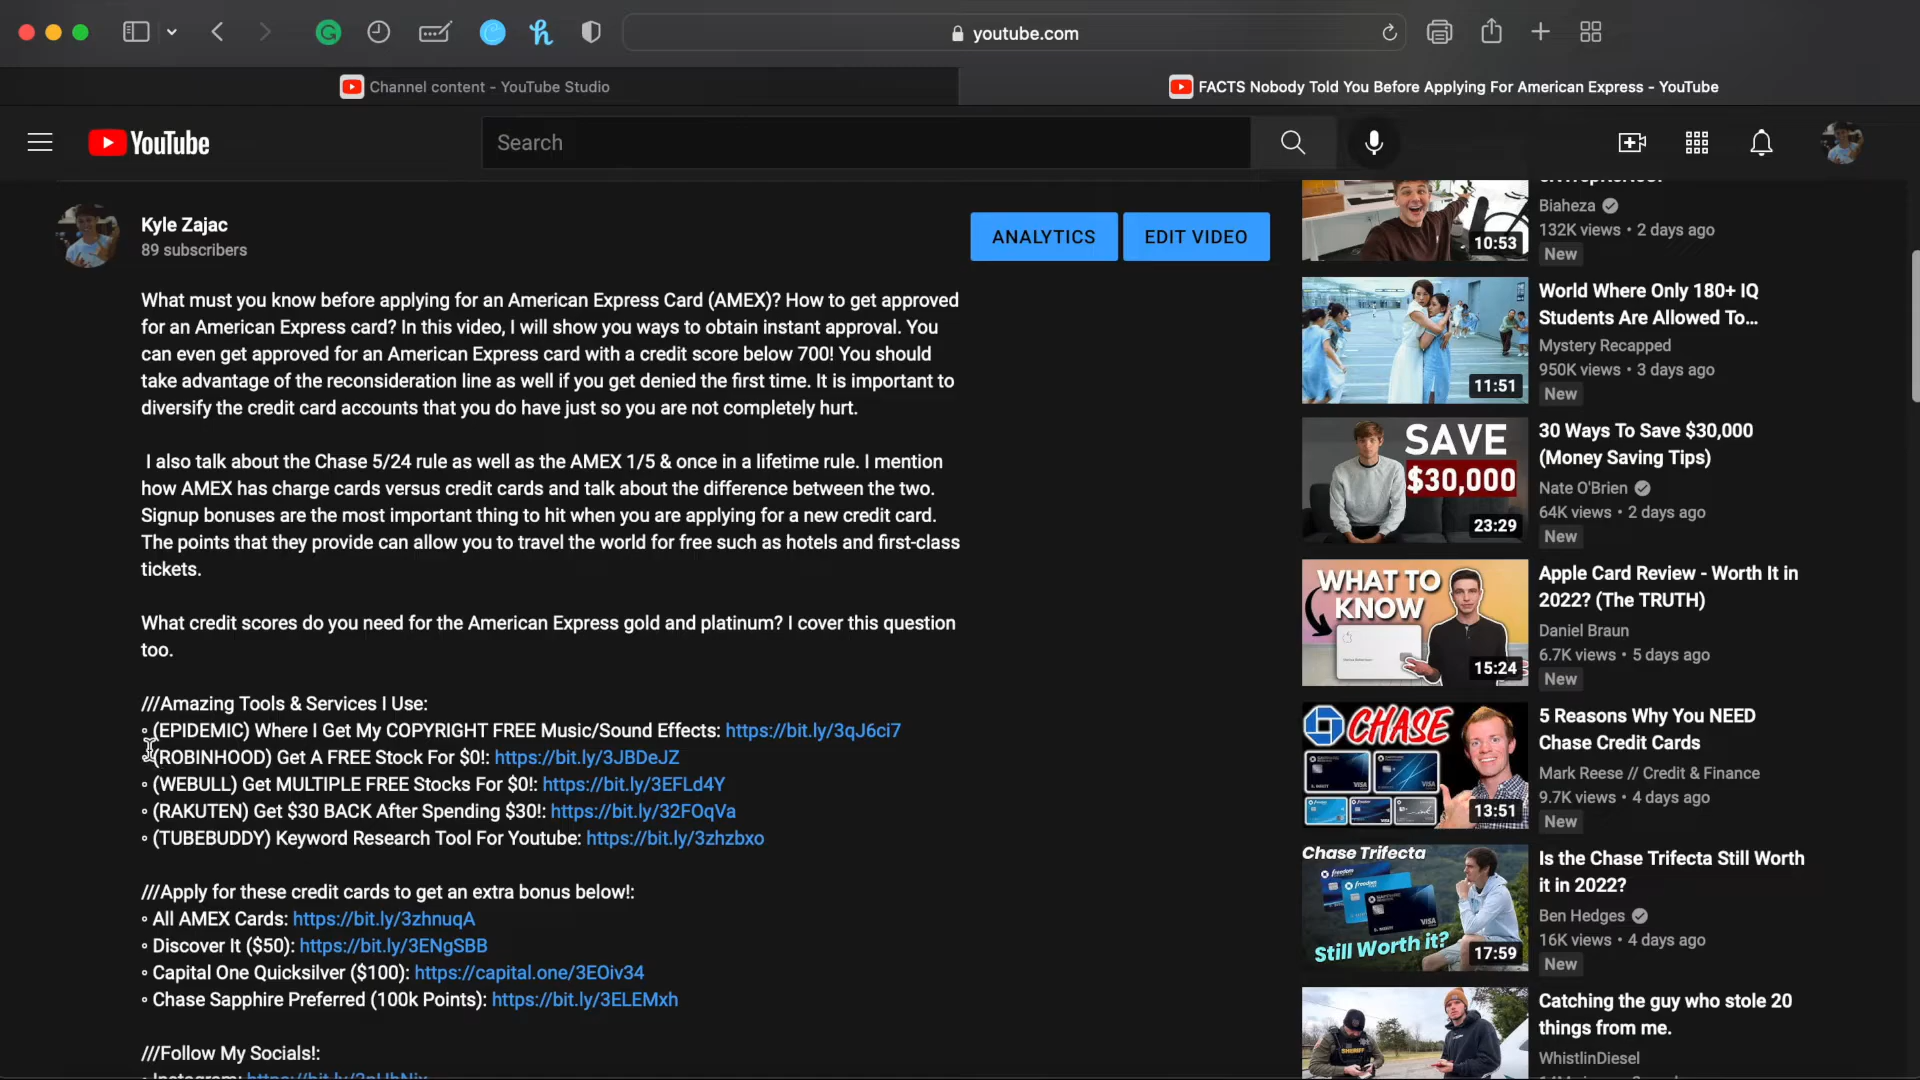 youtube.com
Channel content - YouTube Studio
FACTS Nobody Told You Before Applying For American Express - YouTube
YouTube
Search
Kyle Zajac
89 subscribers
ANALYTICS
EDIT VIDEO
What must you know before applying for an American Express Card (AMEX)? How to get approved
for an American Express card? In this video, I will show you ways to obtain instant approval. You
can even get approved for an American Express card with a credit score below 700! You should
take advantage of the reconsideration line as well if you get denied the first time. It is important to
diversify the credit card accounts that you do have just so you are not completely hurt.
I also talk about the Chase 5/24 rule as well as the AMEX 1/5 & once in a lifetime rule. I mention
how AMEX has charge cards versus credit cards and talk about the difference between the two.
Signup bonuses are the most important thing to hit when you are applying for a new credit card.
The points that they provide can allow you to travel the world for free such as hotels and first-class
tickets.
What credit scores do you need for the American Express gold and platinum? I cover this question
too.
///Amazing Tools & Services I Use:
◦ (EPIDEMIC) Where I Get My COPYRIGHT FREE Music/Sound Effects: https://bit.ly/3qJ6ci7
◦ (ROBINHOOD) Get A FREE Stock For $0!: https://bit.ly/3JBDeJZ
◦ (WEBULL) Get MULTIPLE FREE Stocks For $0!: https://bit.ly/3EFLd4Y
◦ (RAKUTEN) Get $30 BACK After Spending $30!: https://bit.ly/32FOqVa
◦ (TUBEBUDDY) Keyword Research Tool For Youtube: https://bit.ly/3zhzbxo
///Apply for these credit cards to get an extra bonus below!:
◦ All AMEX Cards: https://bit.ly/3zhnuqA
◦ Discover It ($50): https://bit.ly/3ENgSBB
◦ Capital One Quicksilver ($100): https://capital.one/3EOiv34
◦ Chase Sapphire Preferred (100k Points): https://bit.ly/3ELEMxh
///Follow My Socials!:
10:53
Biaheza
132K views • 2 days ago
New
11:51
World Where Only 180+ IQ
Students Are Allowed To...
Mystery Recapped
950K views • 3 days ago
New
SAVE
$30,000
23:29
30 Ways To Save $30,000
(Money Saving Tips)
Nate O'Brien
64K views • 2 days ago
New
WHAT TO
KNOW
15:24
Apple Card Review - Worth It in
2022? (The TRUTH)
Daniel Braun
6.7K views • 5 days ago
New
CHASE
13:51
5 Reasons Why You NEED
Chase Credit Cards
Mark Reese // Credit & Finance
9.7K views • 4 days ago
New
Chase Trifecta
Still Worth it?
17:59
Is the Chase Trifecta Still Worth
it in 2022?
Ben Hedges
16K views • 4 days ago
New
SHERIFF
Catching the guy who stole 20
things from me.
WhistlinDiesel